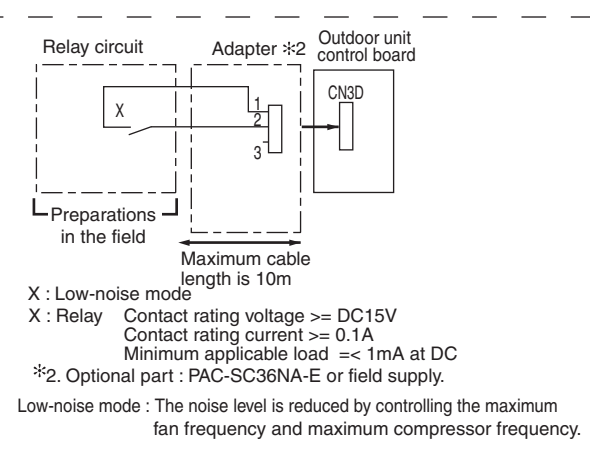 Relay circuit
Adapter ✻2
Outdoor unit
control board
CN3D
X
1
2
3
Preparations
in the field
Maximum cable
length is 10m
X : Low-noise mode
X : Relay Contact rating voltage >= DC15V
Contact rating current >= 0.1A
Minimum applicable load =< 1mA at DC
✻2. Optional part : PAC-SC36NA-E or field supply.
Low-noise mode : The noise level is reduced by controlling the maximum
fan frequency and maximum compressor frequency.